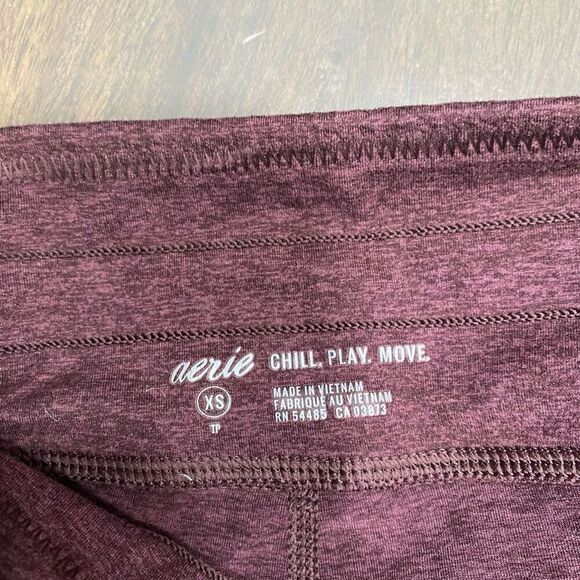 aerie CHILL. PLAY. MOVE.
XS
TP
MADE IN VIETNAM
FABRIQUE AU VIETNAM
RN 54485 CA 03873